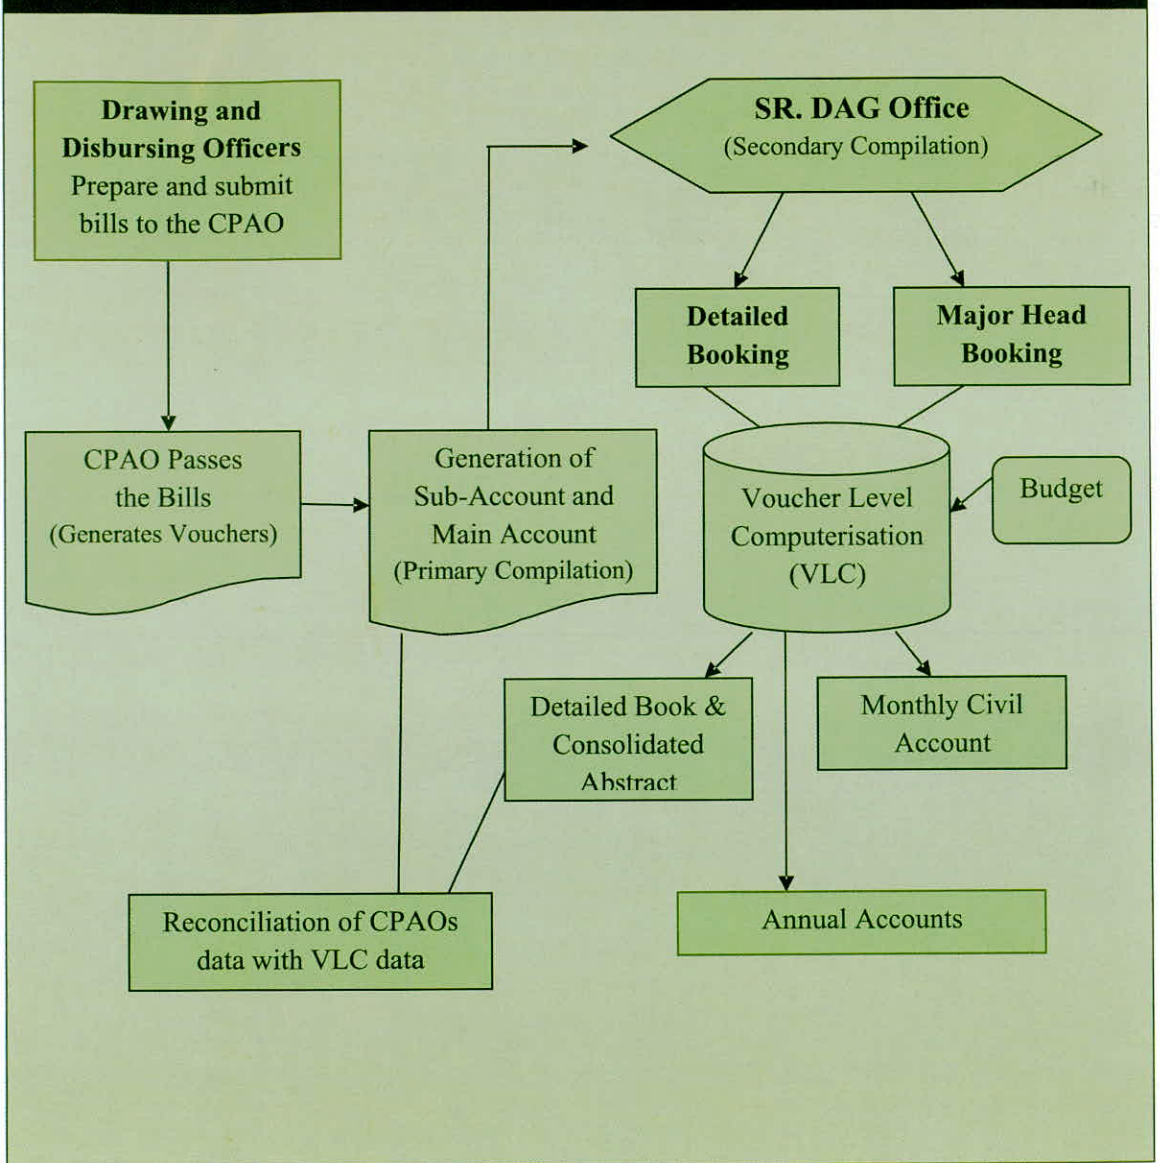 Drawing and
Disbursing Officers
Prepare and submit
bills to the CPAO
SR. DAG Office
(Secondary Compilation)
Detailed
Booking
Major Head
Booking
CPAO Passes
the Bills
(Generates Vouchers)
Generation of
Sub-Account and
Main Account
(Primary Compilation)
Voucher Level
Computerisation
(VLC)
Budget
Detailed Book &
Consolidated
Abstract
Monthly Civil
Account
Reconciliation of CPAOs
data with VLC data
Annual Accounts